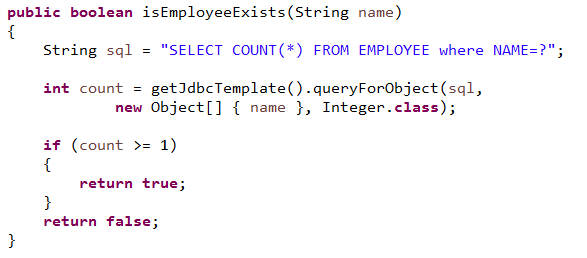 public boolean isEmployeeExists(String name)
{
    String sql = "SELECT COUNT(*) FROM EMPLOYEE where NAME=?";
    int count = getJdbcTemplate().queryForObject(sql,
            new Object[] { name }, Integer.class);
    if (count >= 1)
    {
        return true;
    }
    return false;
}